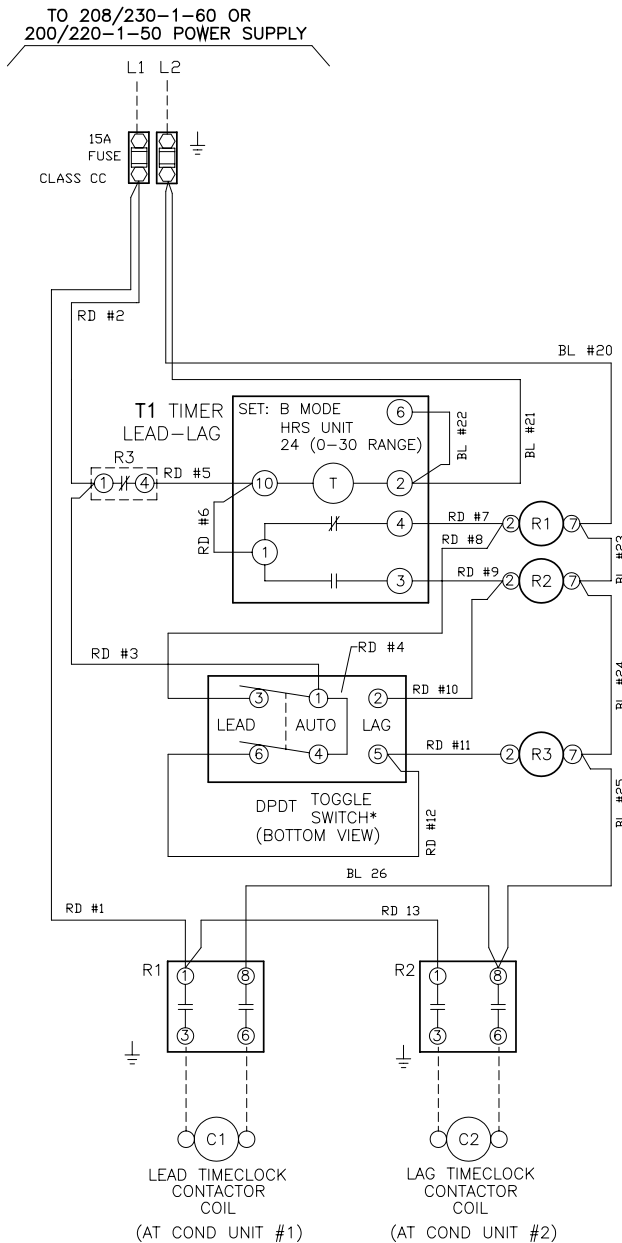 TO 208/230-1-60 OR
200/220-1-50 POWER SUPPLY
L1 L2
15A
FUSE
CLASS CC
RD #2
BL #20
T1 TIMER
LEAD-LAG
SET: B MODE
HRS UNIT
24 (0-30 RANGE)
6
BL #22
BL #21
R3
1 4
RD #5
10
T
2
RD #6
1
4
RD #7
RD #8
2 R1 7
BL #23
3
RD #9
2 R2 7
RD #3
RD #4
BL #24
3 1 2
RD #10
LEAD AUTO LAG
6 4 5
RD #11
2 R3 7
BL #25
DPDT TOGGLE
SWITCH*
(BOTTOM VIEW)
RD #12
BL 26
RD #1
RD 13
R1
1 8
3 6
R2
1 8
3 6
C1
C2
LEAD TIMECLOCK
CONTACTOR
COIL
(AT COND UNIT #1)
LAG TIMECLOCK
CONTACTOR
COIL
(AT COND UNIT #2)